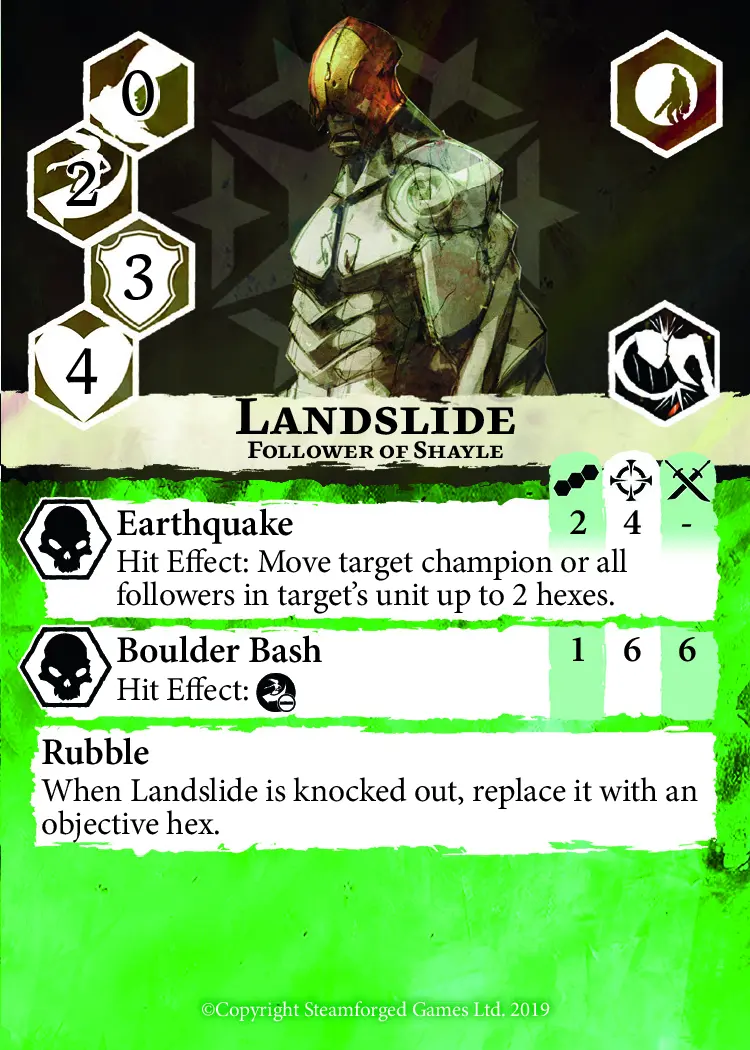 0
2
3
4
Landslide
Follower of Shayle
Earthquake 2 4 -
Hit Effect: Move target champion or all
followers in target's unit up to 2 hexes.
Boulder Bash 1 6 6
Hit Effect:
Rubble
When Landslide is knocked out, replace it with an
objective hex.
©Copyright Steamforged Games Ltd. 2019